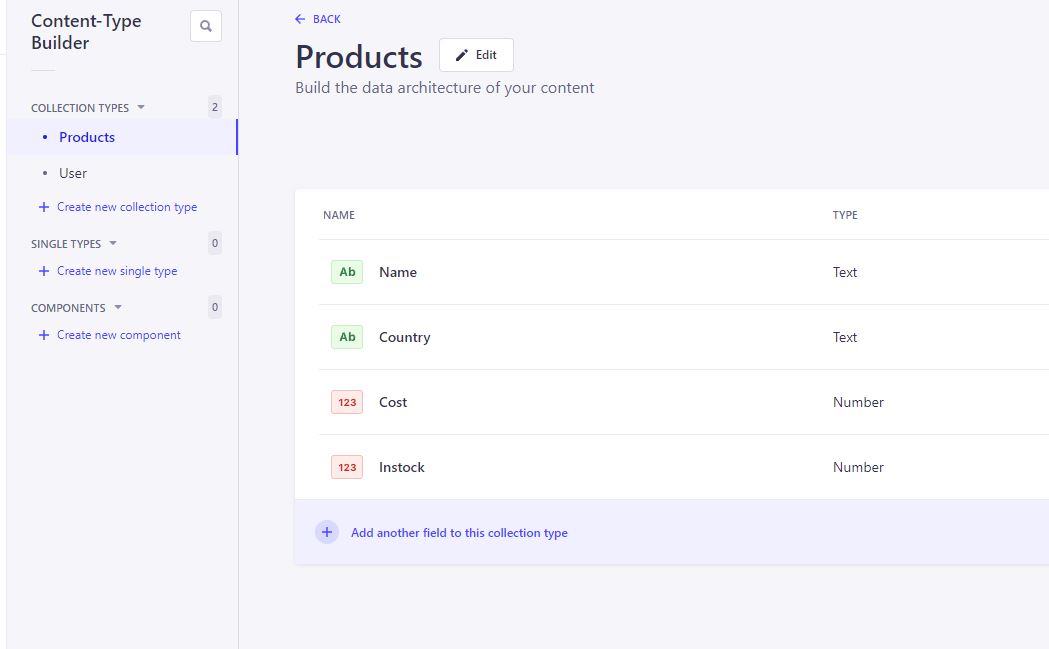 Content-Type
Builder
COLLECTION TYPES 2
Products
User
Create new collection type
SINGLE TYPES 0
Create new single type
COMPONENTS 0
Create new component
BACK
Products Edit
Build the data architecture of your content
NAME TYPE
Ab Name Text
Ab Country Text
123 Cost Number
123 Instock Number
Add another field to this collection type